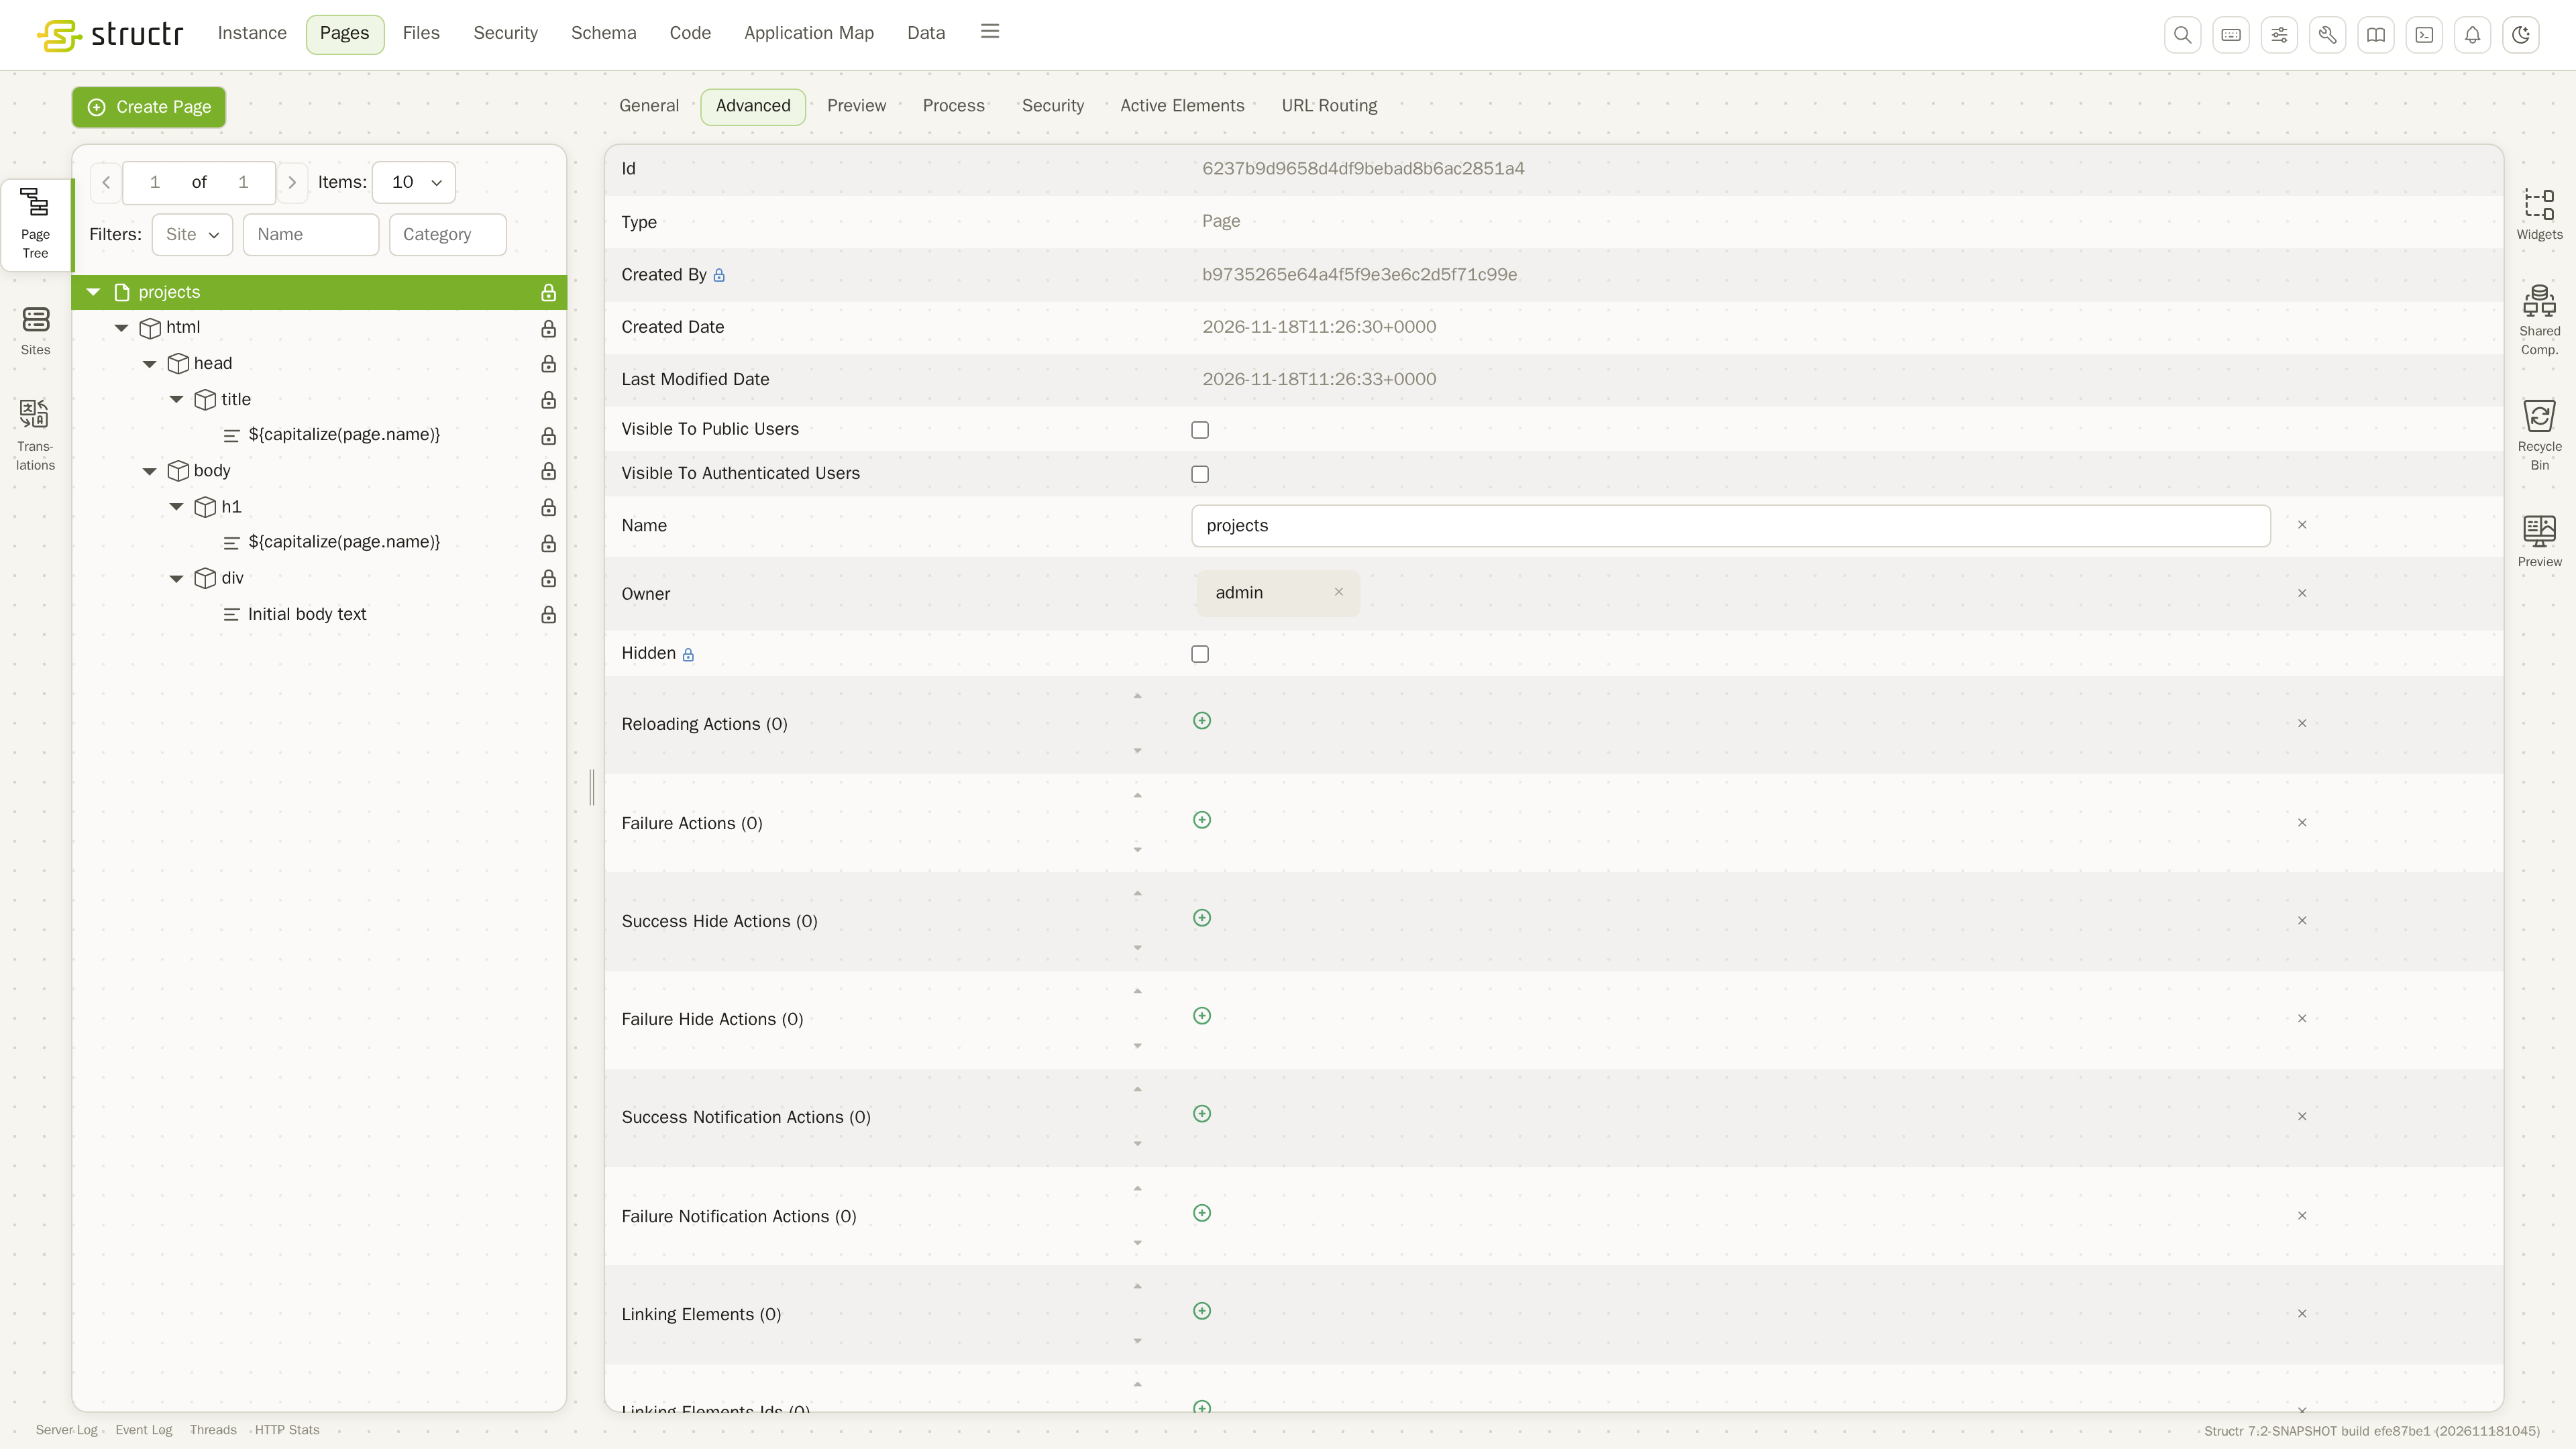 structr Instance Pages Files Security Schema Code Application Map Data
Create Page
General Advanced Preview Process Security Active Elements URL Routing
1 of 1 Items: 10
Filters: Site Name Category
Page
Tree
Sites
Trans-
lations
projects
html
head
title
${capitalize(page.name)}
body
h1
${capitalize(page.name)}
div
Initial body text
Id 6237b9d9658d4df9bebad8b6ac2851a4
Type Page
Created By b9735265e64a4f5f9e3e6c2d5f71c99e
Created Date 2026-11-18T11:26:30+0000
Last Modified Date 2026-11-18T11:26:33+0000
Visible To Public Users
Visible To Authenticated Users
Name projects
Owner admin
Hidden
Reloading Actions (0)
Failure Actions (0)
Success Hide Actions (0)
Failure Hide Actions (0)
Success Notification Actions (0)
Failure Notification Actions (0)
Linking Elements (0)
Linking Elements Ids (0)
Widgets
Shared
Comp.
Recycle
Bin
Preview
Server Log Event Log Threads HTTP Stats
Structr 7.2-SNAPSHOT build efe87be1 (202611181045)